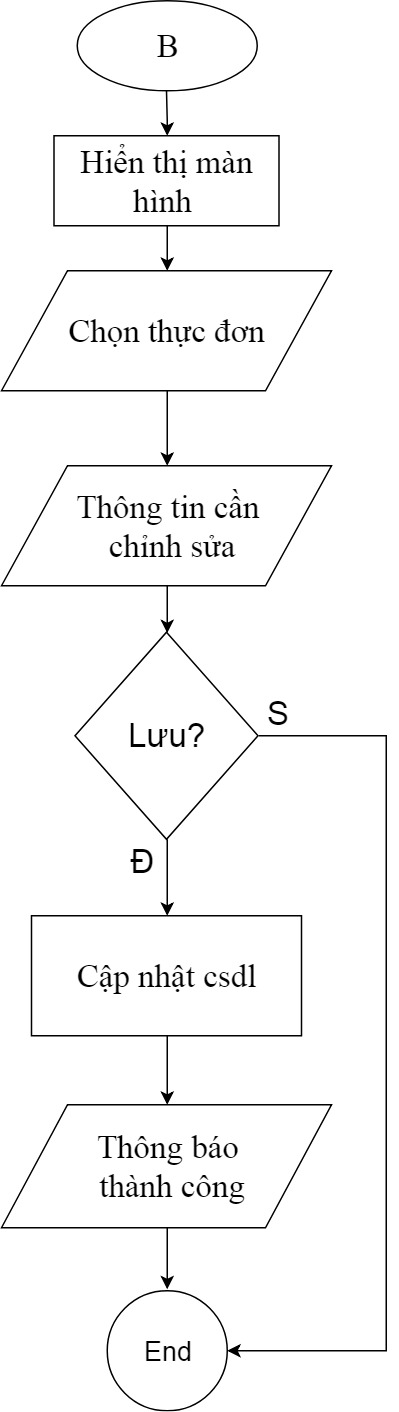 B
Hiển thị màn
hình
Chọn thực đơn
Thông tin cần
chỉnh sửa
Lưu?
S
Đ
Cập nhật csdl
Thông báo
thành công
End